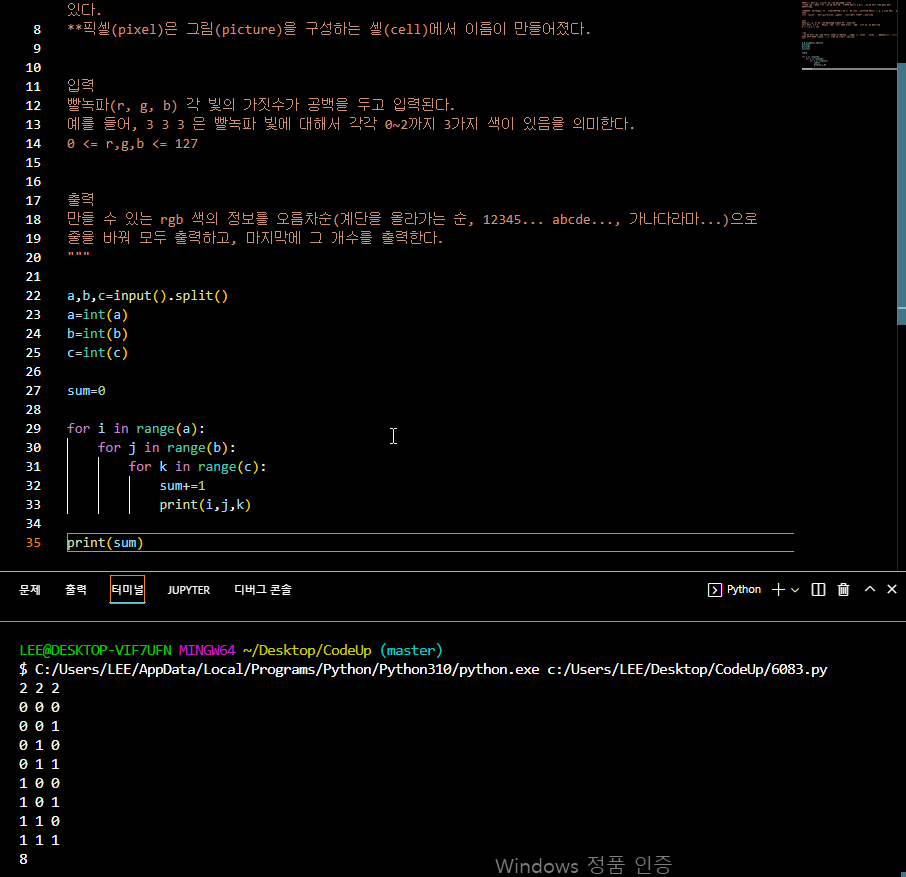 있다.
8 **픽셀(pixel)은 그림(picture)을 구성하는 셀(cell)에서 이름이 만들어졌다.
9
10
11 입력
12 빨녹파(r, g, b) 각 빛의 가짓수가 공백을 두고 입력된다.
13 예를 들어, 3 3 3 은 빨녹파 빛에 대해서 각각 0~2까지 3가지 색이 있음을 의미한다.
14 0 <= r,g,b <= 127
15
16
17 출력
18 만들 수 있는 rgb 색의 정보를 오름차순(계단을 올라가는 순, 12345... abcde..., 가나다라마...)으로
19 줄을 바꿔 모두 출력하고, 마지막에 그 개수를 출력한다.
20 """
21
22 a,b,c=input().split()
23 a=int(a)
24 b=int(b)
25 c=int(c)
26
27 sum=0
28
29 for i in range(a):
30 for j in range(b):
31 for k in range(c):
32 sum+=1
33 print(i,j,k)
34
35 print(sum)
문제 출력 터미널 JUPYTER 디버그 콘솔 Python
LEE@DESKTOP-VIF7UFN MINGW64 ~/Desktop/CodeUp (master)
$ C:/Users/LEE/AppData/Local/Programs/Python/Python310/python.exe c:/Users/LEE/Desktop/CodeUp/6083.py
2 2 2
0 0 0
0 0 1
0 1 0
0 1 1
1 0 0
1 0 1
1 1 0
1 1 1
8
Windows 정품 인증